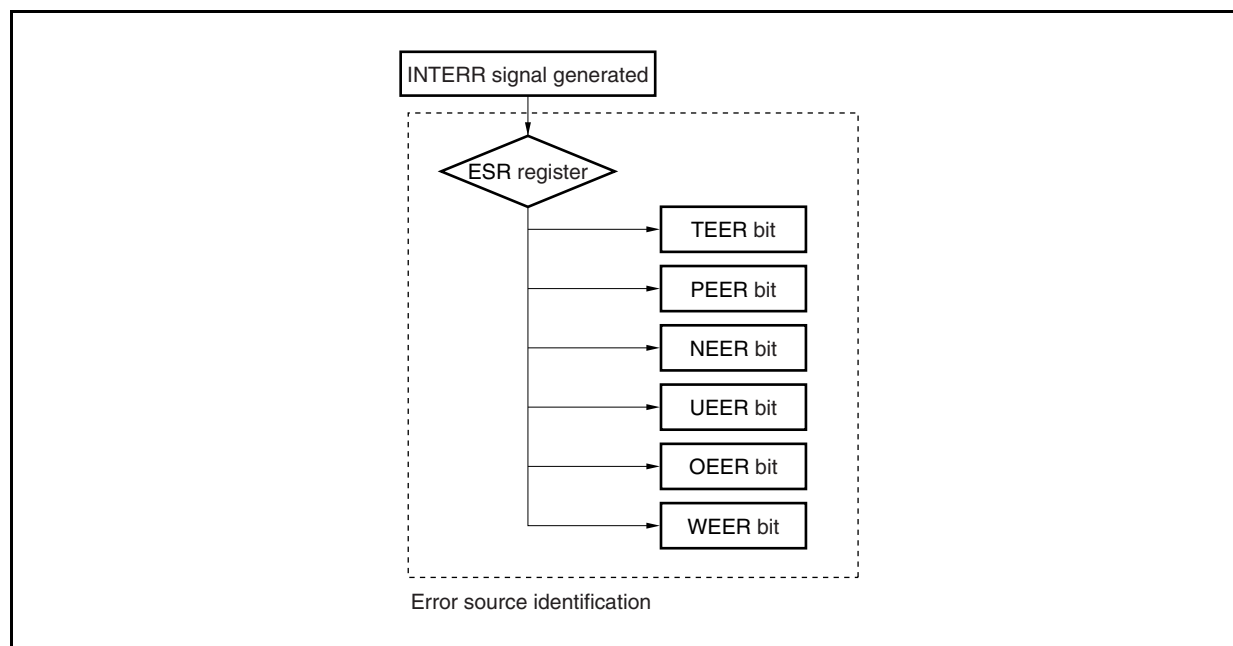 INTERR signal generated
ESR register
TEER bit
PEER bit
NEER bit
UEER bit
OEER bit
WEER bit
Error source identification